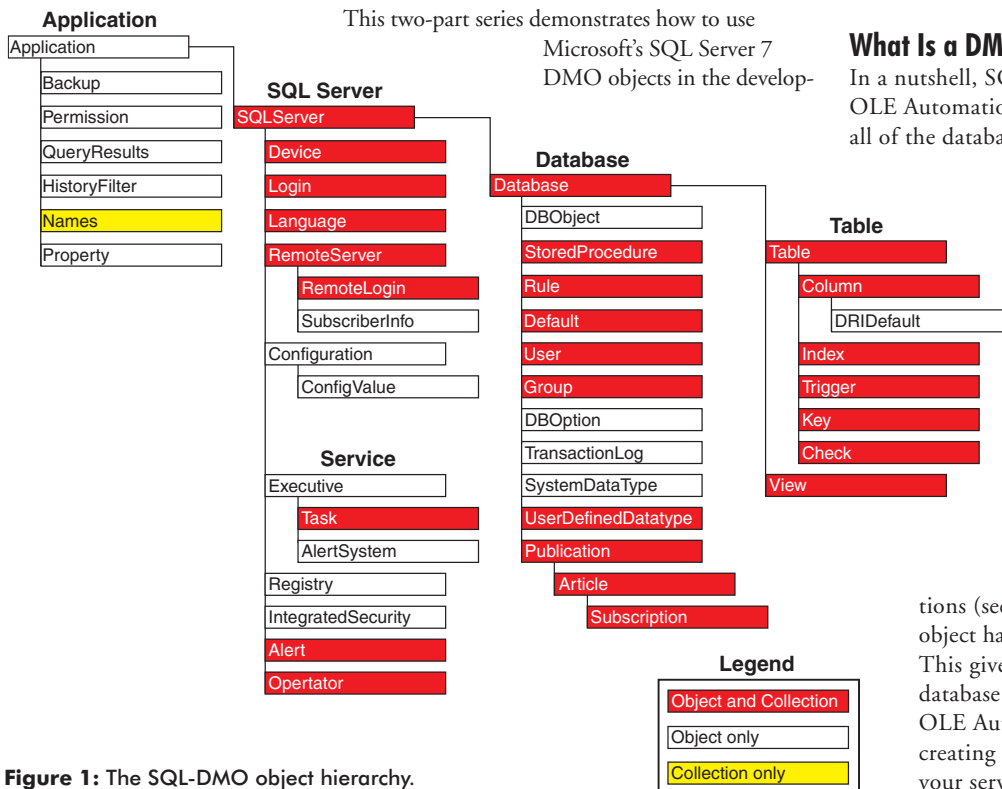 This two-part series demonstrates how to use
Microsoft's SQL Server 7
DMO objects in the develop-
What Is a DM
In a nutshell, SQ
OLE Automatio
all of the databa
Application
Application
Backup
Permission
QueryResults
HistoryFilter
Names
Property
SQL Server
SQLServer
Device
Login
Language
RemoteServer
RemoteLogin
SubscriberInfo
Configuration
ConfigValue
Service
Executive
Task
AlertSystem
Registry
IntegratedSecurity
Alert
Opertator
Database
Database
DBObject
StoredProcedure
Rule
Default
User
Group
DBOption
TransactionLog
SystemDataType
UserDefinedDatatype
Publication
Article
Subscription
Table
Table
Column
DRIDefault
Index
Trigger
Key
Check
View
Legend
Object and Collection
Object only
Collection only
tions (see
object ha
This give
database
OLE Aut
creating
your serv
Figure 1: The SQL-DMO object hierarchy.